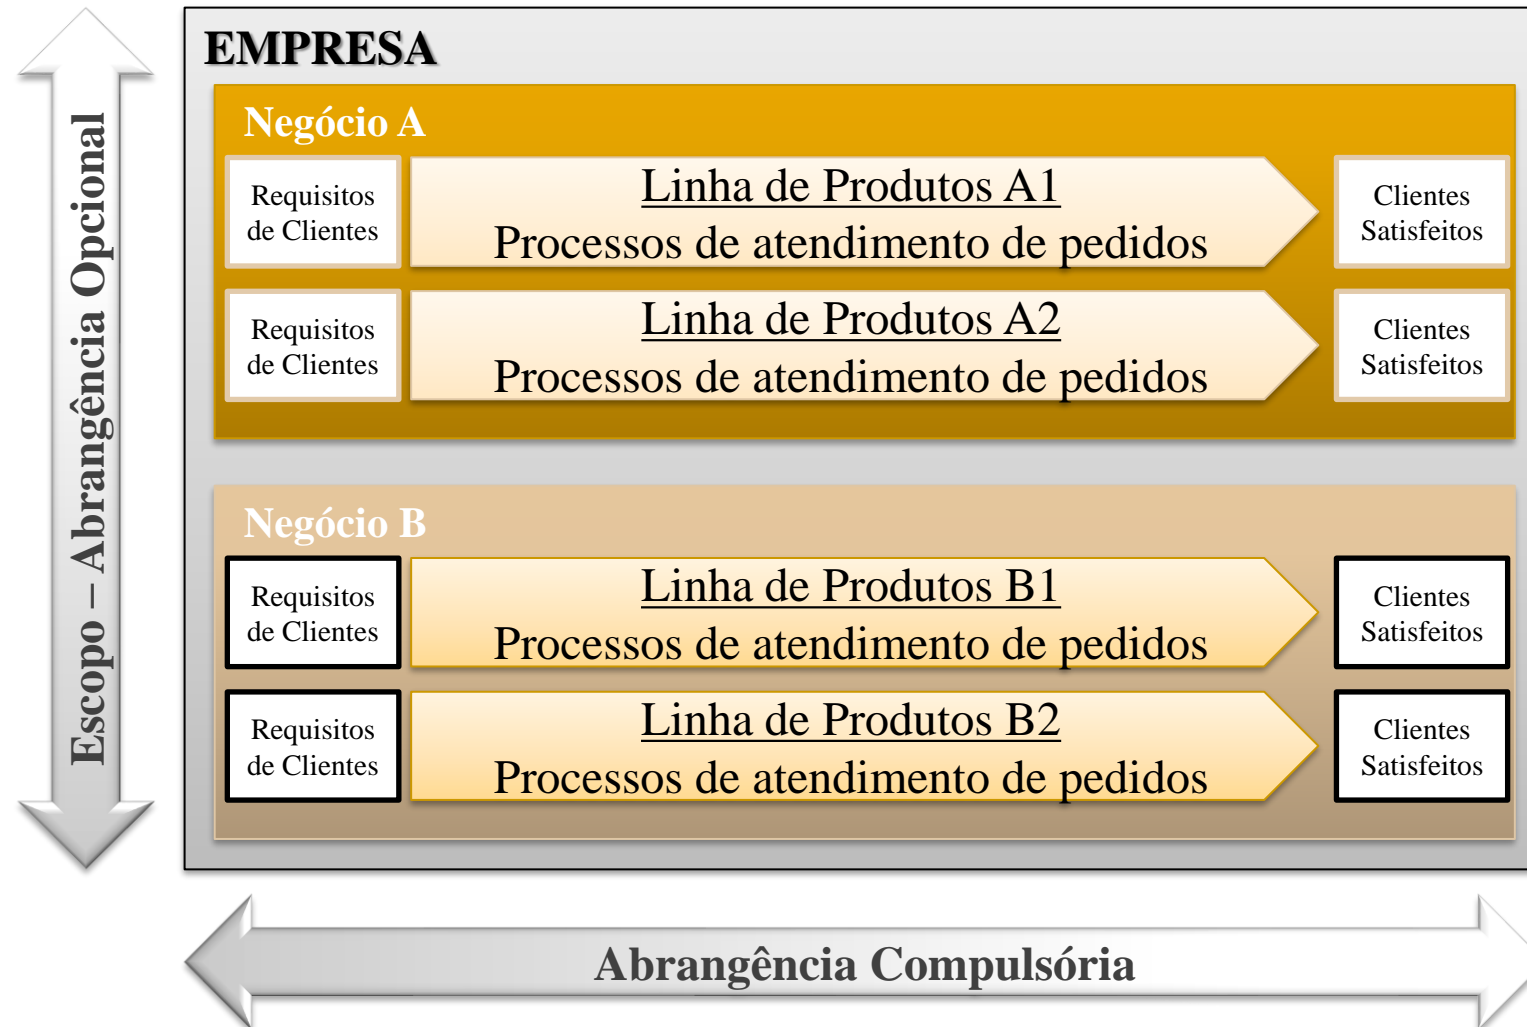 EMPRESA
Escopo – Abrangência Opcional
Negócio A
Requisitos
de Clientes
Linha de Produtos A1
Processos de atendimento de pedidos
Clientes
Satisfeitos
Requisitos
de Clientes
Linha de Produtos A2
Processos de atendimento de pedidos
Clientes
Satisfeitos
Negócio B
Requisitos
de Clientes
Linha de Produtos B1
Processos de atendimento de pedidos
Clientes
Satisfeitos
Requisitos
de Clientes
Linha de Produtos B2
Processos de atendimento de pedidos
Clientes
Satisfeitos
Abrangência Compulsória